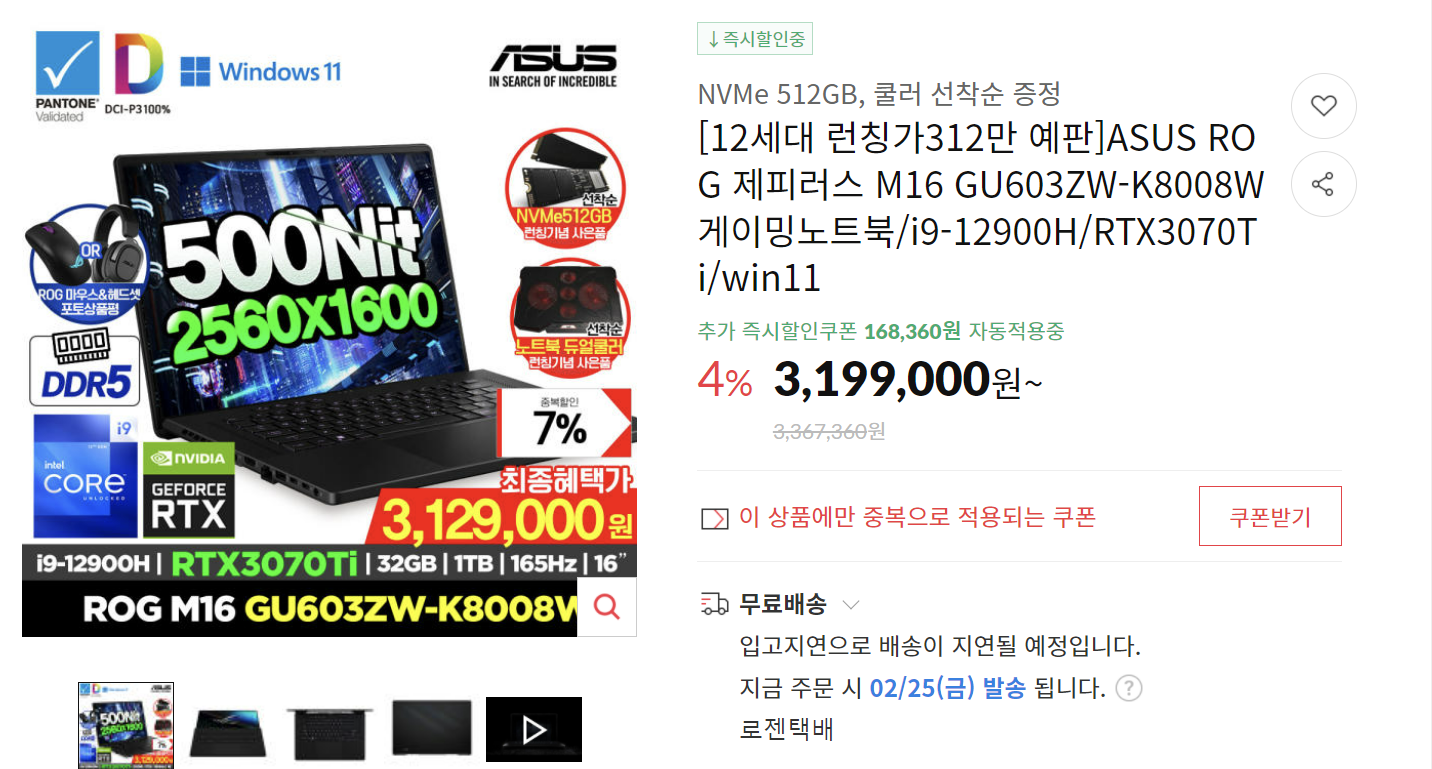 PANTONE®
Validated
DCI-P3100%
Windows 11
ASUS
IN SEARCH OF INCREDIBLE
500Nit
2560X1600
선착순
NVMe512GB
런칭기념 사은품
OR
ROG 마우스&헤드셋
포토상품평
선착순
노트북 듀얼쿨러
런칭기념 사은품
DDR5
중복할인
7%
i9
intel
CORE
UNLOCKED
NVIDIA
GEFORCE
RTX
최종혜택가
3,129,000원
i9-12900H | RTX3070Ti | 32GB | 1TB | 165Hz | 16”
ROG M16 GU603ZW-K8008W
↓즉시할인중
NVMe 512GB, 쿨러 선착순 증정
[12세대 런칭가312만 예판]ASUS RO
G 제피러스 M16 GU603ZW-K8008W
게이밍노트북/i9-12900H/RTX3070T
i/win11
추가 즉시할인쿠폰 168,360원 자동적용중
4% 3,199,000원~
3,367,360원
이 상품에만 중복으로 적용되는 쿠폰
쿠폰받기
무료배송
입고지연으로 배송이 지연될 예정입니다.
지금 주문 시 02/25(금) 발송 됩니다. ?
로젠택배